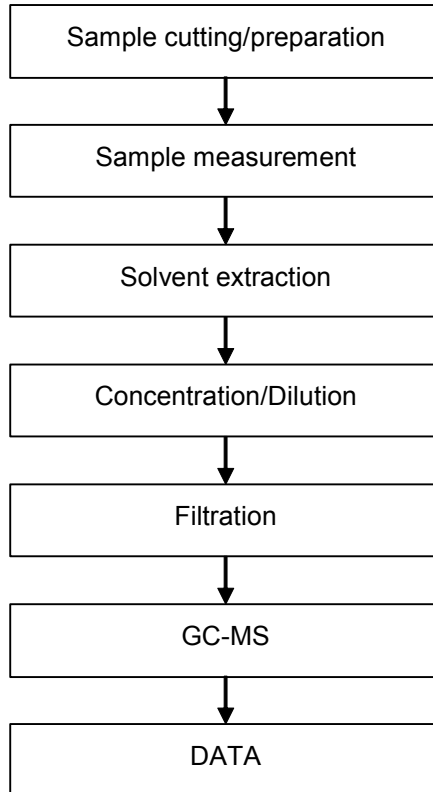 Sample cutting/preparation
Sample measurement
Solvent extraction
Concentration/Dilution
Filtration
GC-MS
DATA